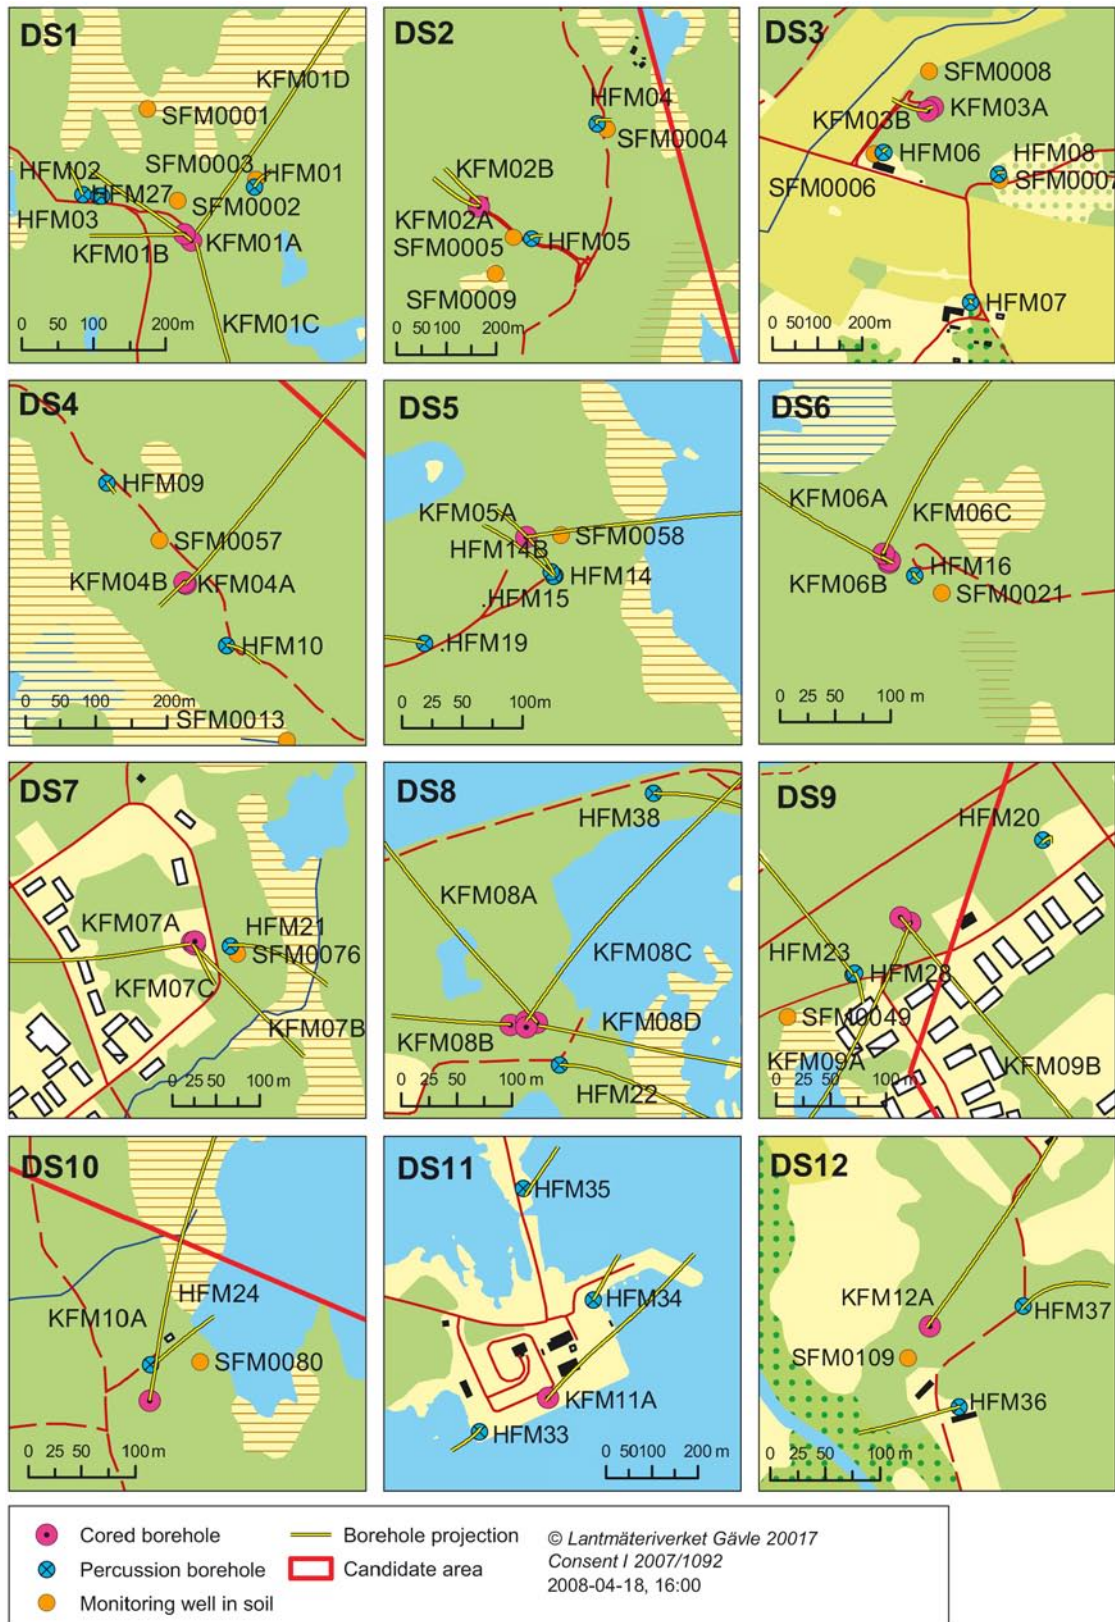 DS1
KFM01D
SFM0001
SFM0003
HFM02
HFM01
HFM27
SFM0002
HFM03
KFM01A
KFM01B
KFM01C
0 50 100 200m
DS2
HFM04
SFM0004
KFM02B
KFM02A
SFM0005
HFM05
SFM0009
0 50 100 200m
DS3
SFM0008
KFM03A
KFM03B
HFM06
HFM08
SFM0006
SFM0007
HFM07
0 50100 200m
DS4
HFM09
SFM0057
KFM04B
KFM04A
HFM10
0 50 100 200m
SFM0013
DS5
KFM05A
SFM0058
HFM14B
HFM14
.HFM15
.HFM19
0 25 50 100m
DS6
KFM06A
KFM06C
HFM16
KFM06B
SFM0021
0 25 50 100 m
DS7
KFM07A
HFM21
SFM0076
KFM07C
KFM07B
0 25 50 100 m
DS8
HFM38
KFM08A
KFM08C
KFM08D
KFM08B
HFM22
0 25 50 100 m
DS9
HFM20
HFM23
HFM28
SFM0049
KFM09A
KFM09B
0 25 50 100 m
DS10
HFM24
KFM10A
SFM0080
0 25 50 100 m
DS11
HFM35
HFM34
KFM11A
HFM33
0 50100 200 m
DS12
KFM12A
HFM37
SFM0109
HFM36
0 25 50 100 m
Cored borehole
Percussion borehole
Monitoring well in soil
Borehole projection
Candidate area
© Lantmäteriverket Gävle 20017
Consent I 2007/1092
2008-04-18, 16:00